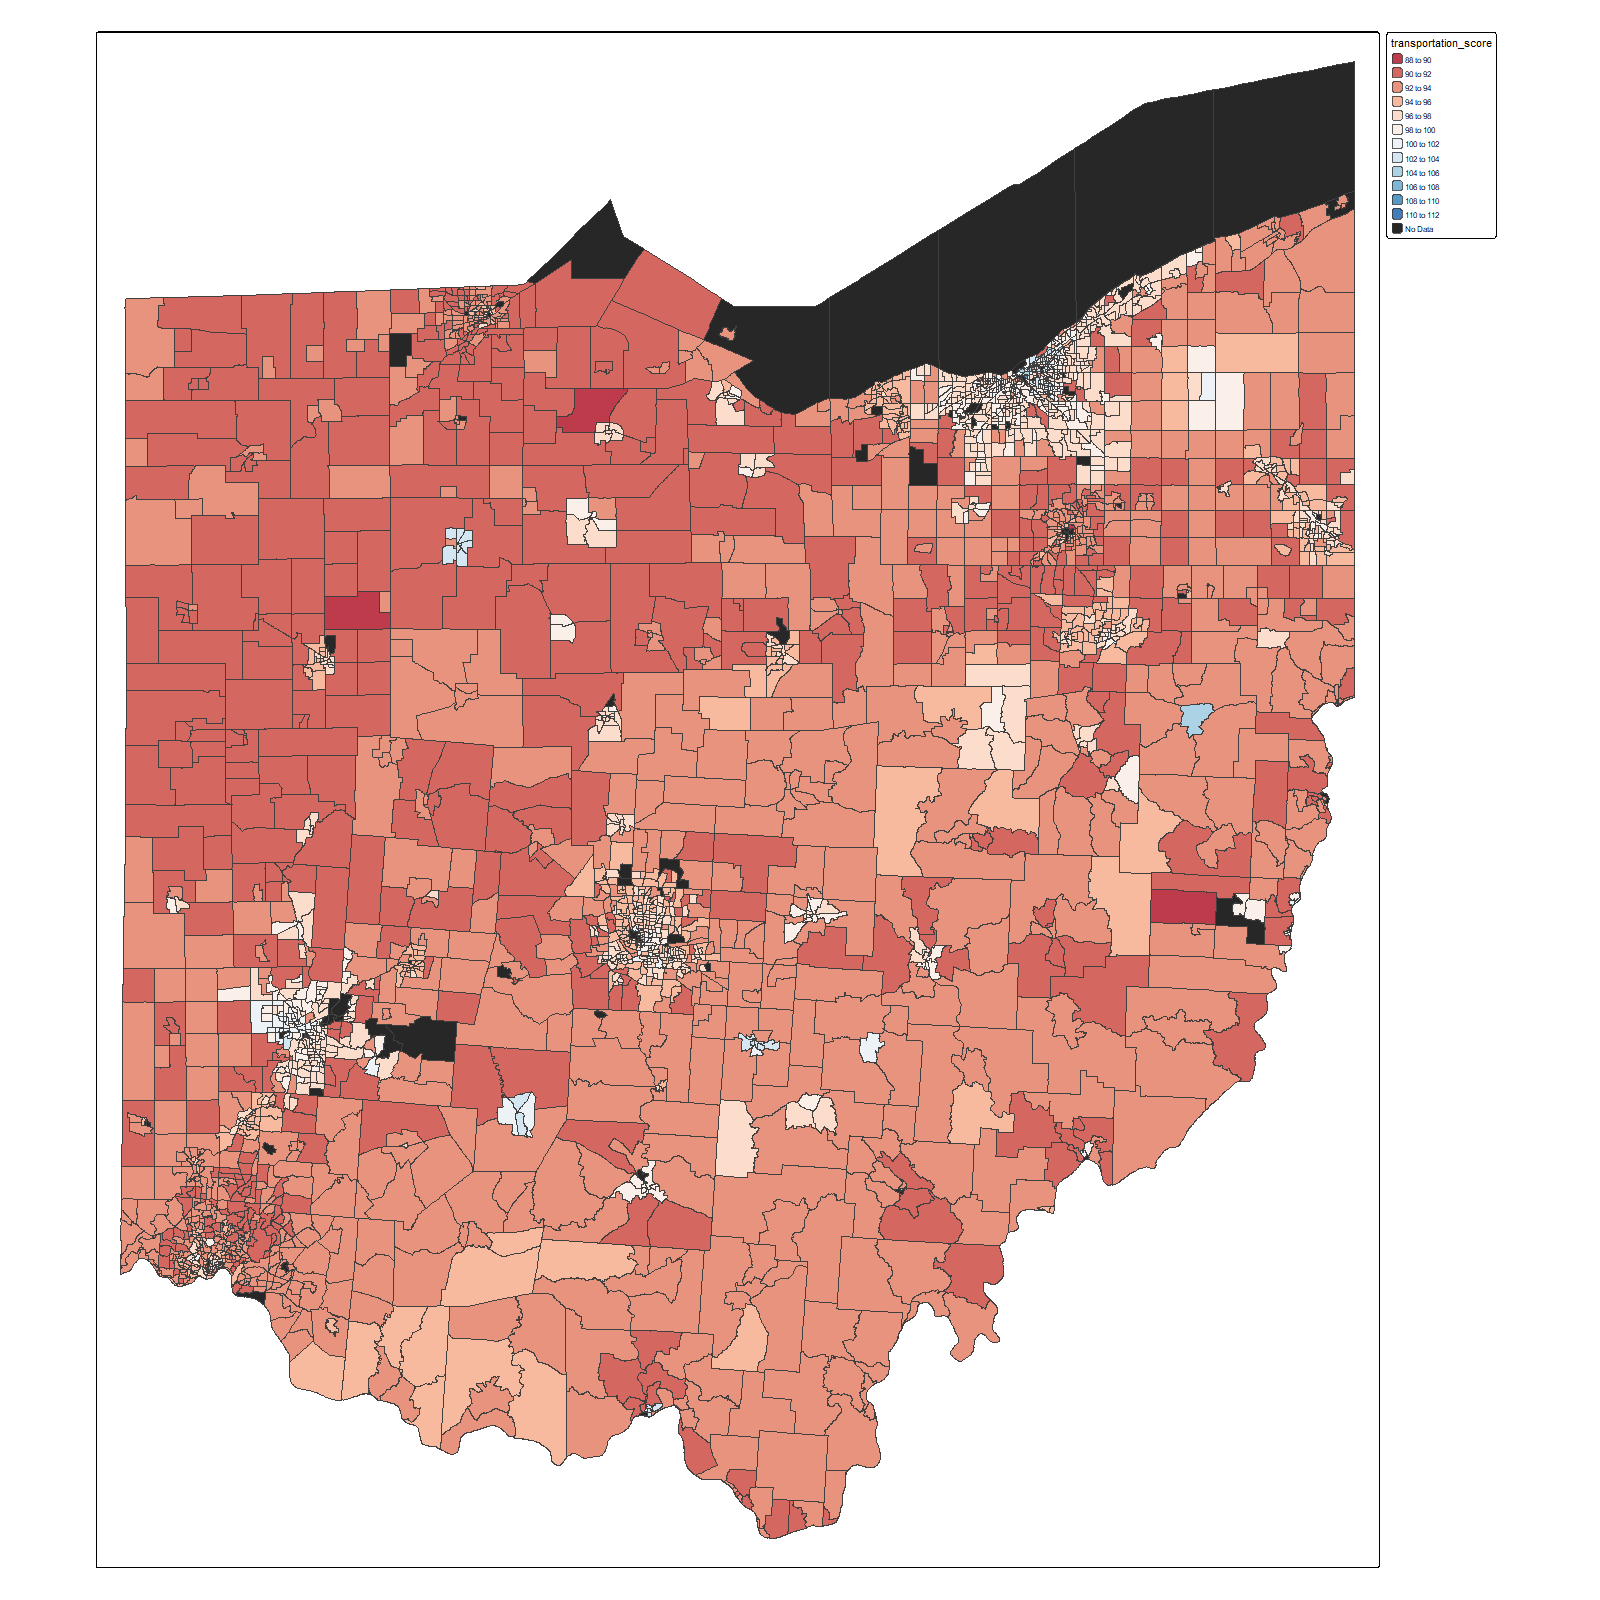 transportation_score
88 to 90
90 to 92
92 to 94
94 to 96
96 to 98
98 to 100
100 to 102
102 to 104
104 to 106
106 to 108
108 to 110
110 to 112
No Data